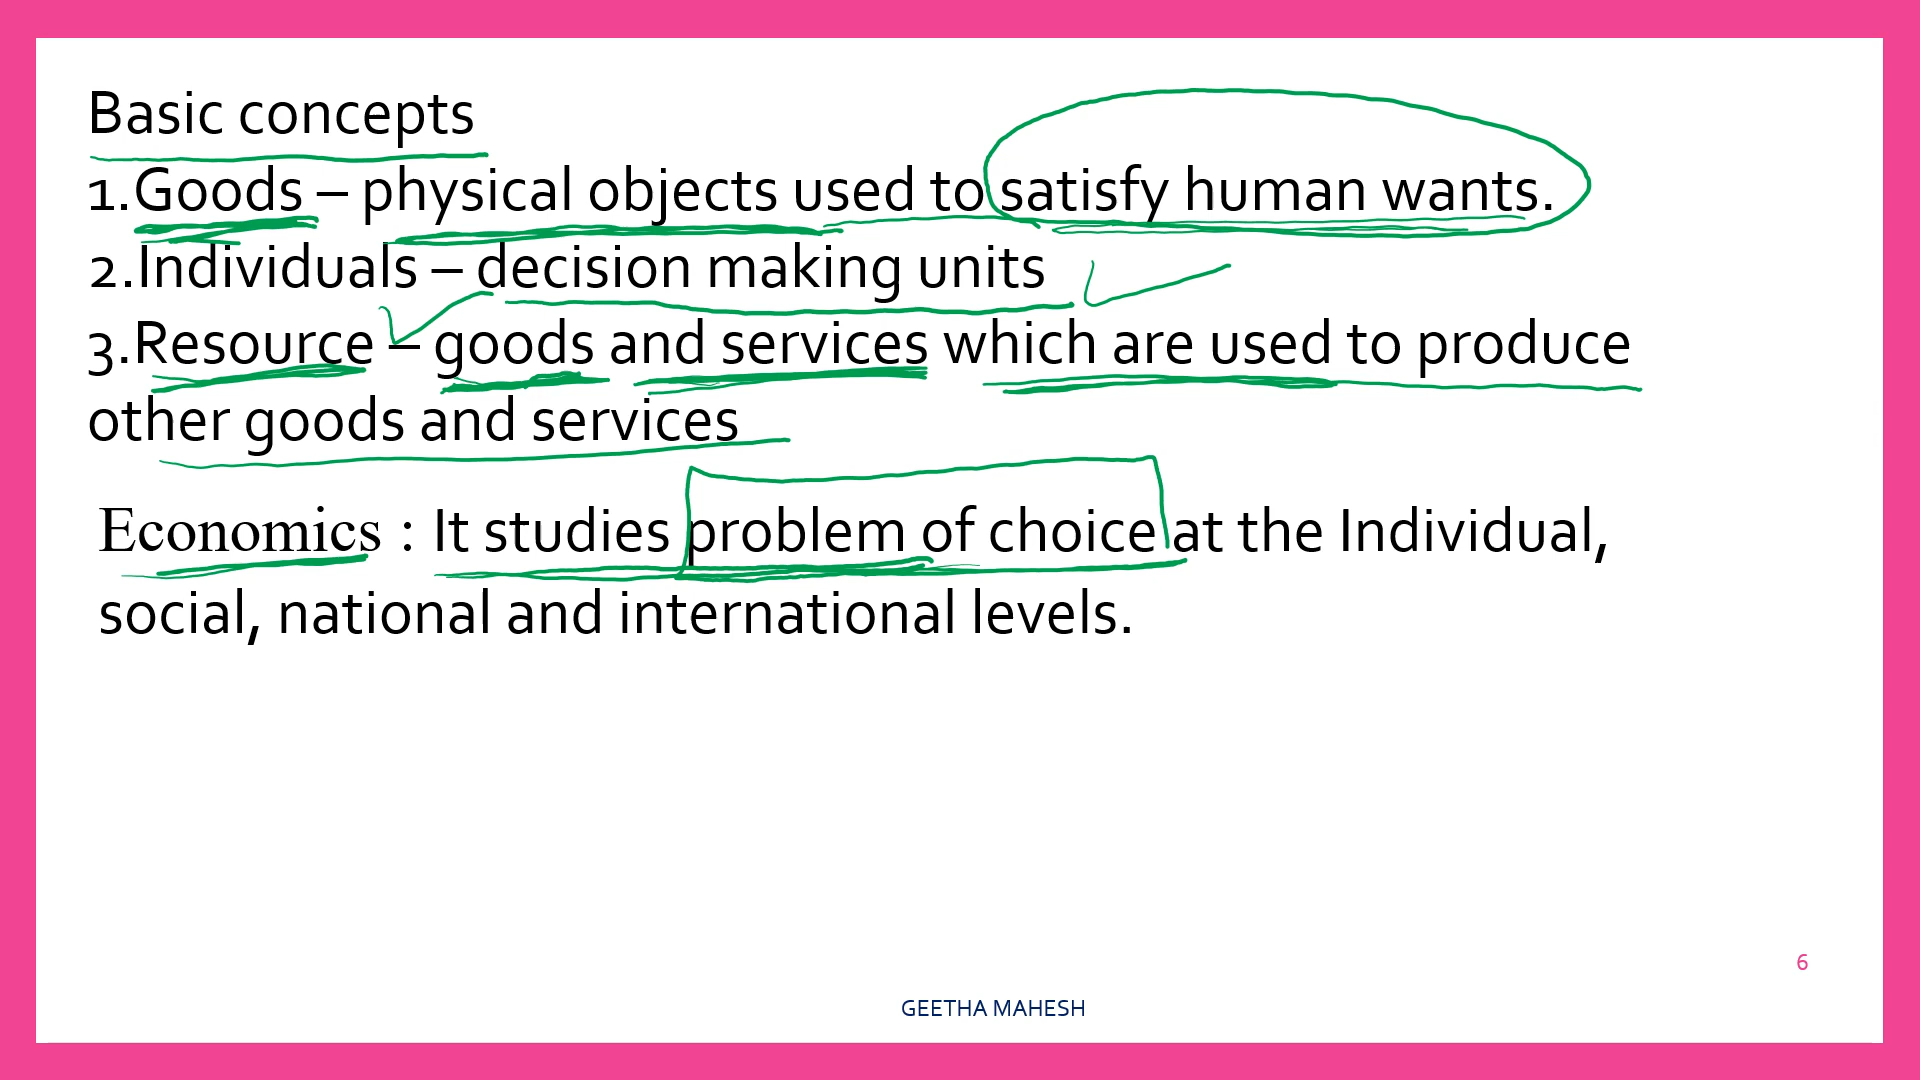 Basic concepts
1.Goods – physical objects used to satisfy human wants.
2.Individuals – decision making units
3.Resource – goods and services which are used to produce
other goods and services
Economics : It studies problem of choice at the Individual,
social, national and international levels.
6
GEETHA MAHESH